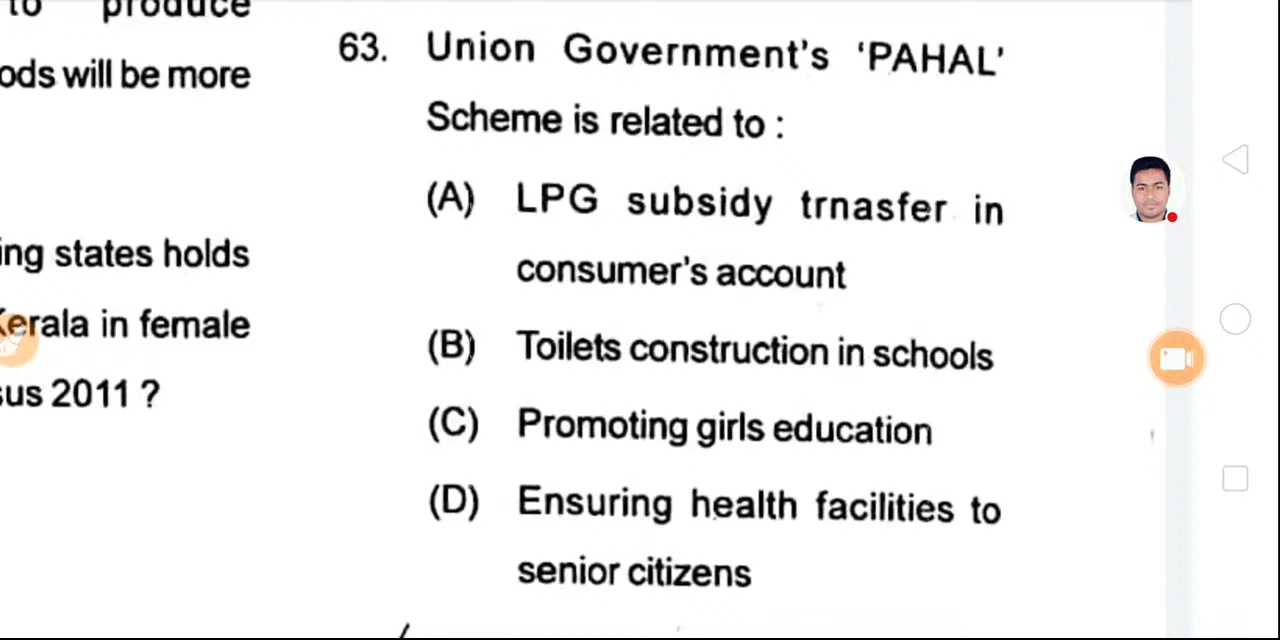 to produce
ods will be more
ing states holds
Kerala in female
sus 2011 ?
63. Union Government's 'PAHAL'
Scheme is related to :
(A) LPG subsidy trnasfer in
consumer's account
(B) Toilets construction in schools
(C) Promoting girls education
(D) Ensuring health facilities to
senior citizens